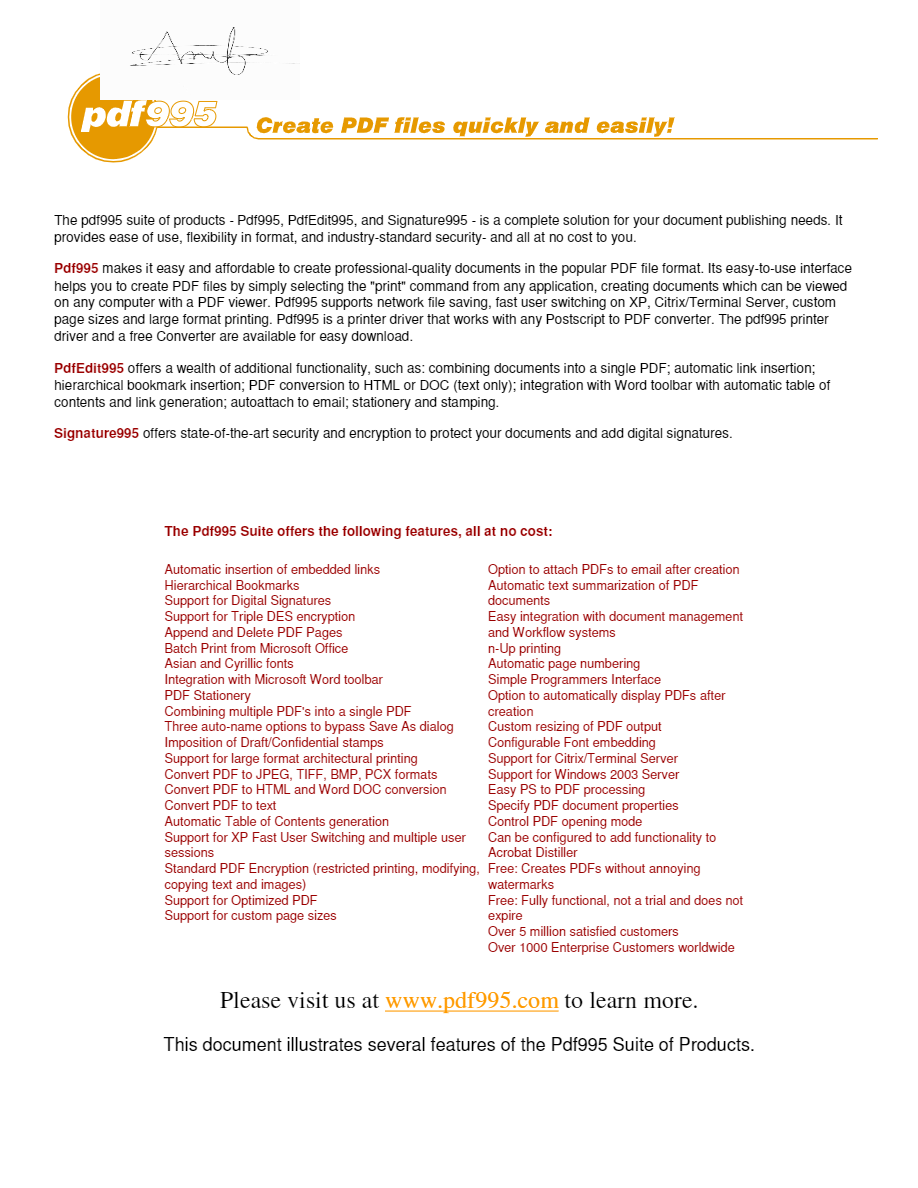 pdf995
Create PDF files quickly and easily!
The pdf995 suite of products - Pdf995, PdfEdit995, and Signature995 - is a complete solution for your document publishing needs. It
provides ease of use, flexibility in format, and industry-standard security- and all at no cost to you.
Pdf995 makes it easy and affordable to create professional-quality documents in the popular PDF file format. Its easy-to-use interface
helps you to create PDF files by simply selecting the "print" command from any application, creating documents which can be viewed
on any computer with a PDF viewer. Pdf995 supports network file saving, fast user switching on XP, Citrix/Terminal Server, custom
page sizes and large format printing. Pdf995 is a printer driver that works with any Postscript to PDF converter. The pdf995 printer
driver and a free Converter are available for easy download.
PdfEdit995 offers a wealth of additional functionality, such as: combining documents into a single PDF; automatic link insertion;
hierarchical bookmark insertion; PDF conversion to HTML or DOC (text only); integration with Word toolbar with automatic table of
contents and link generation; autoattach to email; stationery and stamping.
Signature995 offers state-of-the-art security and encryption to protect your documents and add digital signatures.
The Pdf995 Suite offers the following features, all at no cost:
Automatic insertion of embedded links
Hierarchical Bookmarks
Support for Digital Signatures
Support for Triple DES encryption
Append and Delete PDF Pages
Batch Print from Microsoft Office
Asian and Cyrillic fonts
Integration with Microsoft Word toolbar
PDF Stationery
Combining multiple PDF's into a single PDF
Three auto-name options to bypass Save As dialog
Imposition of Draft/Confidential stamps
Support for large format architectural printing
Convert PDF to JPEG, TIFF, BMP, PCX formats
Convert PDF to HTML and Word DOC conversion
Convert PDF to text
Automatic Table of Contents generation
Support for XP Fast User Switching and multiple user
sessions
Standard PDF Encryption (restricted printing, modifying,
copying text and images)
Support for Optimized PDF
Support for custom page sizes
Option to attach PDFs to email after creation
Automatic text summarization of PDF
documents
Easy integration with document management
and Workflow systems
n-Up printing
Automatic page numbering
Simple Programmers Interface
Option to automatically display PDFs after
creation
Custom resizing of PDF output
Configurable Font embedding
Support for Citrix/Terminal Server
Support for Windows 2003 Server
Easy PS to PDF processing
Specify PDF document properties
Control PDF opening mode
Can be configured to add functionality to
Acrobat Distiller
Free: Creates PDFs without annoying
watermarks
Free: Fully functional, not a trial and does not
expire
Over 5 million satisfied customers
Over 1000 Enterprise Customers worldwide
Please visit us at www.pdf995.com to learn more.
This document illustrates several features of the Pdf995 Suite of Products.